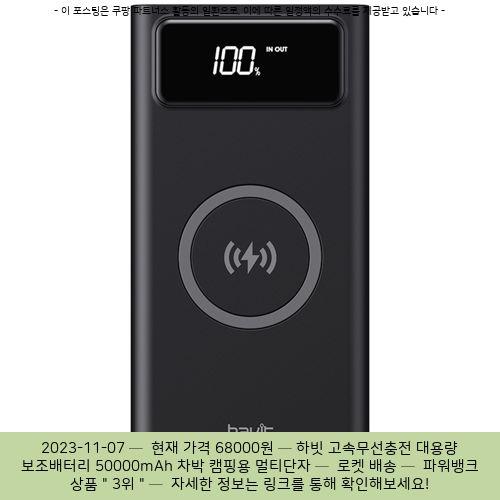 - 이 포스팅은 쿠팡 파트너스 활동의 일환으로, 이에 따른 일정액의 수수료를 제공받고 있습니다 -
100% IN OUT
havit
2023-11-07 ― 현재 가격 68000원 ― 하빗 고속무선충전 대용량
보조배터리 50000mAh 차박 캠핑용 멀티단자 ― 로켓 배송 ― 파워뱅크
상품 " 3위 " ― 자세한 정보는 링크를 통해 확인해보세요!